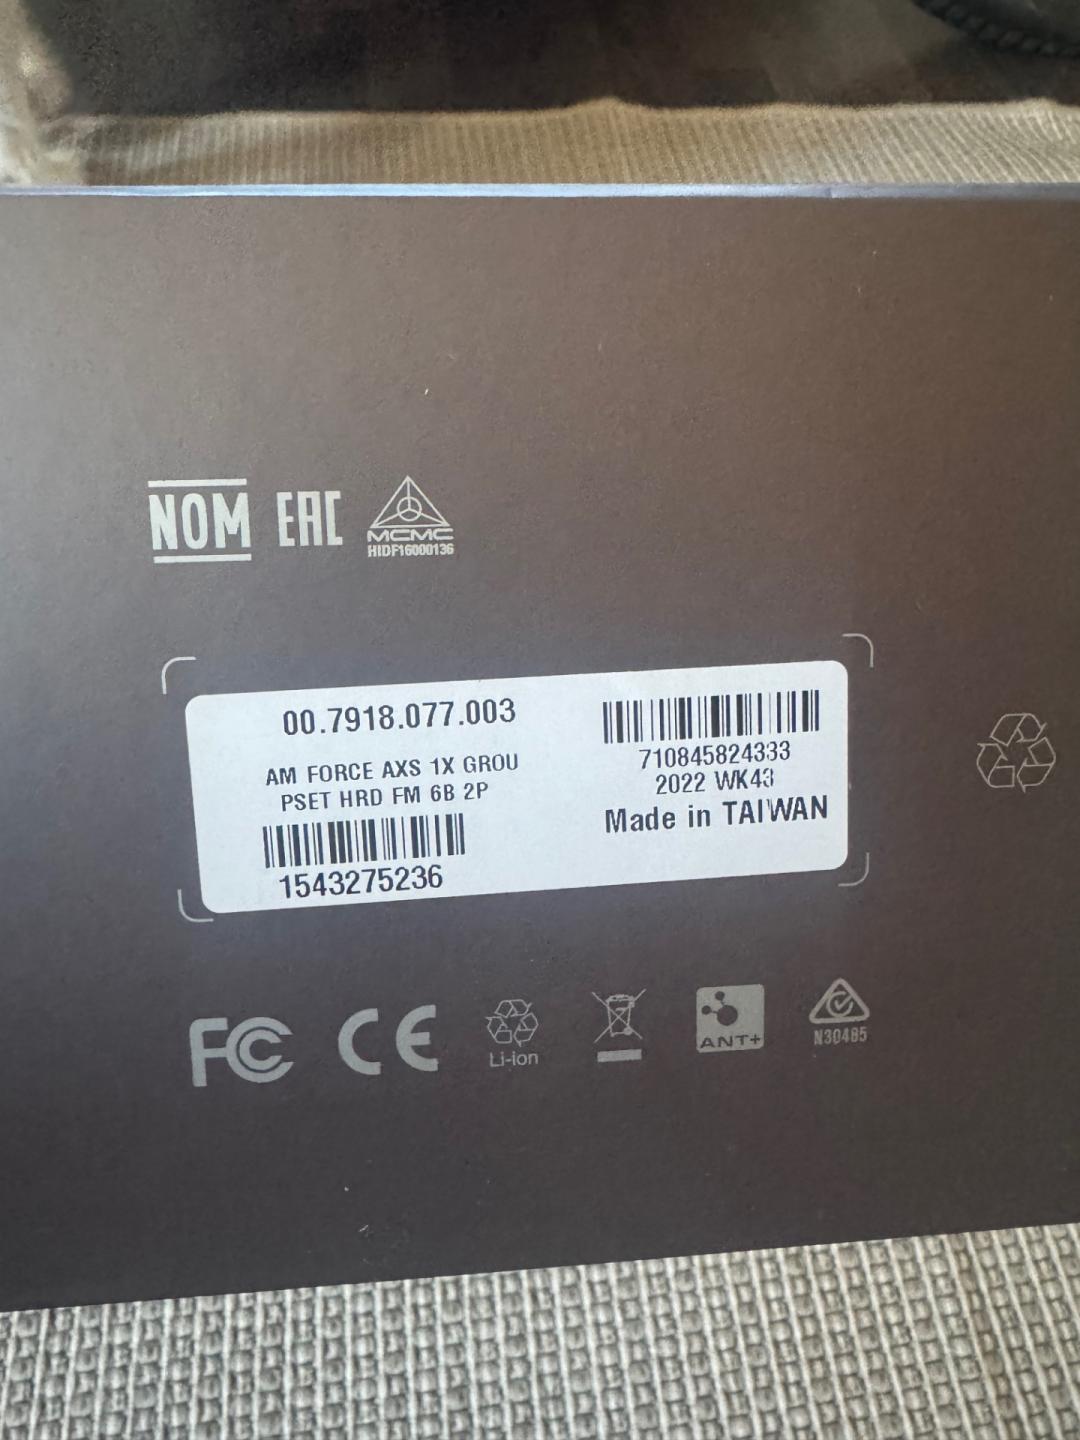 NOM EAC MCMC
HIDF16000136
00.7918.077.003
AM FORCE AXS 1X GROU
PSET HRD FM 6B 2P
1543275236
710845824333
2022 WK43
Made in TAIWAN
FC CE Li-ion ANT+ N30485